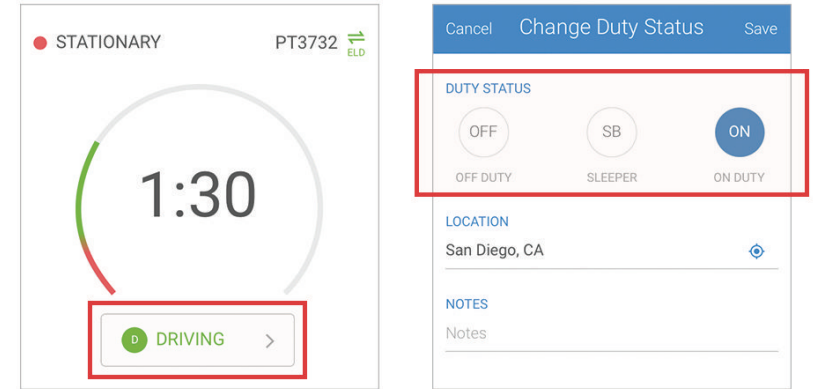 STATIONARY PT3732
ELD
1:30
D DRIVING
Cancel Change Duty Status Save
DUTY STATUS
OFF SB ON
OFF DUTY SLEEPER ON DUTY
LOCATION
San Diego, CA
NOTES
Notes